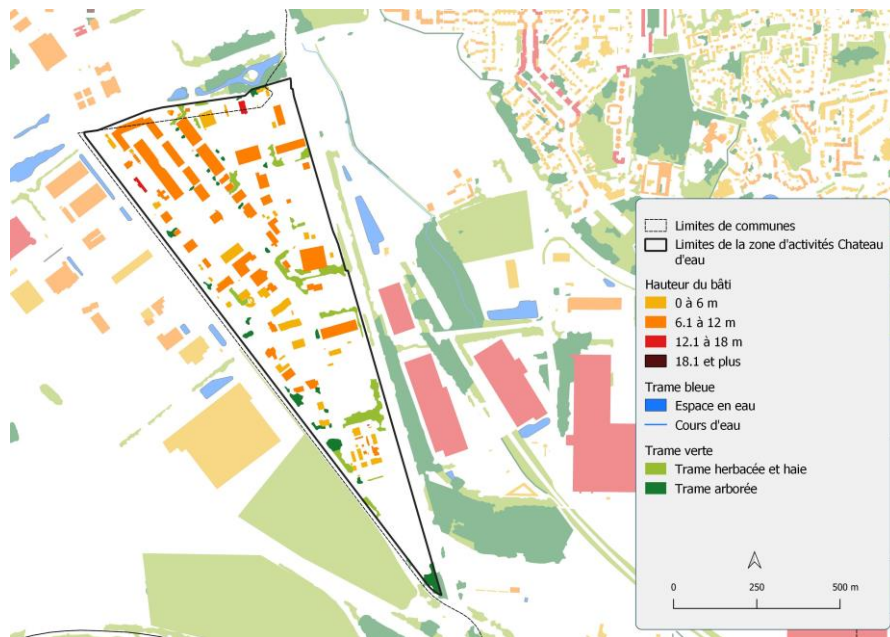 Limites de communes
Limites de la zone d'activités Chateau
d'eau
Hauteur du bâti
0 à 6 m
6.1 à 12 m
12.1 à 18 m
18.1 et plus
Trame bleue
Espace en eau
Cours d'eau
Trame verte
Trame herbacée et haie
Trame arborée
0 250 500 m